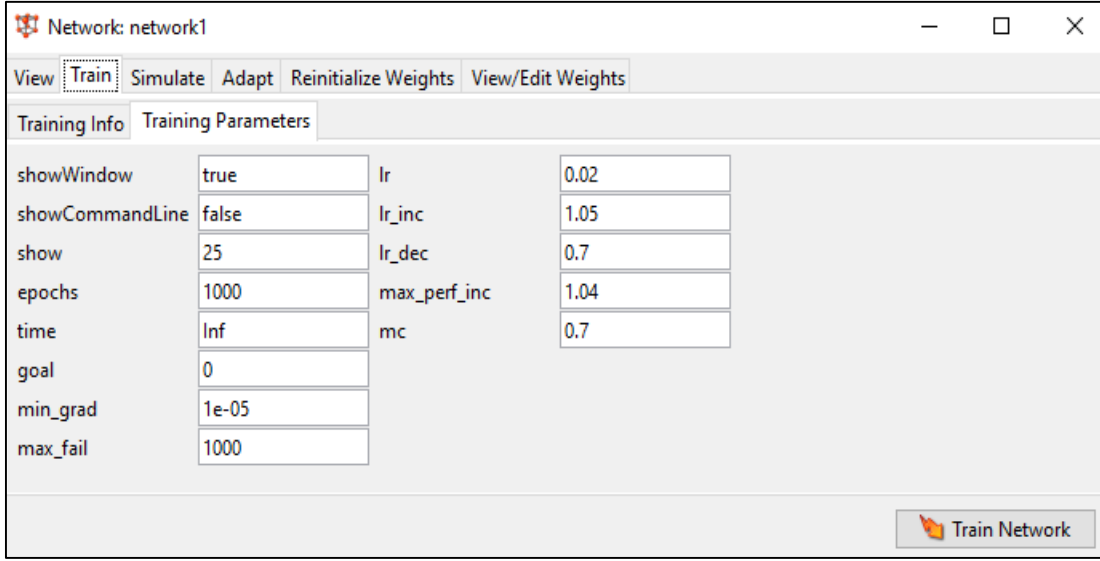 Network: network1
View Train Simulate Adapt Reinitialize Weights View/Edit Weights
Training Info Training Parameters
showWindow true lr 0.02
showCommandLine false lr_inc 1.05
show 25 lr_dec 0.7
epochs 1000 max_perf_inc 1.04
time Inf mc 0.7
goal 0
min_grad 1e-05
max_fail 1000
Train Network